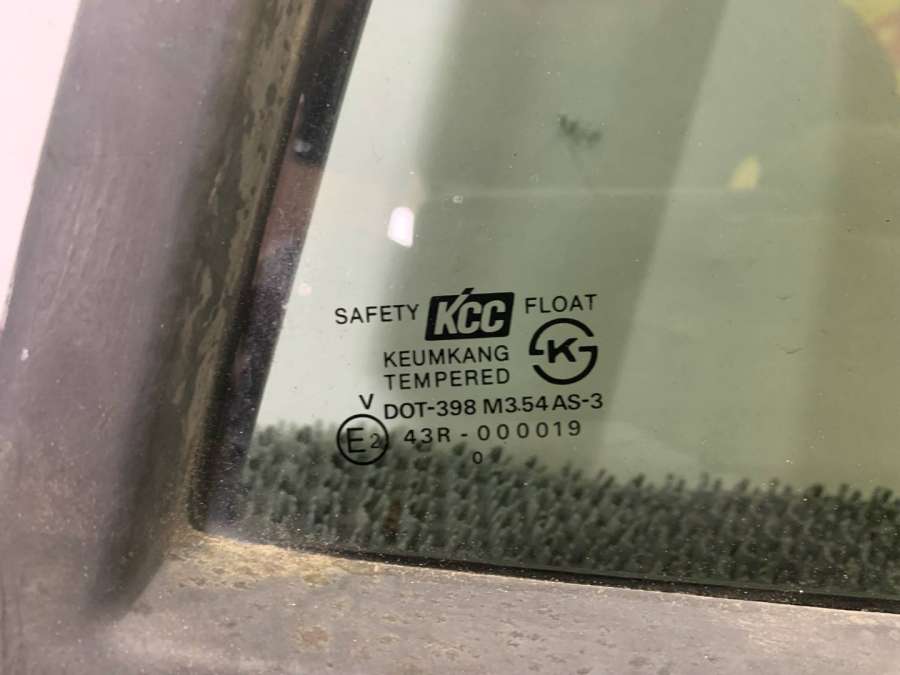 SAFETY KCC FLOAT
KEUMKANG
TEMPERED
K
V DOT-398 M3.54 AS-3
E2 43R-000019
0